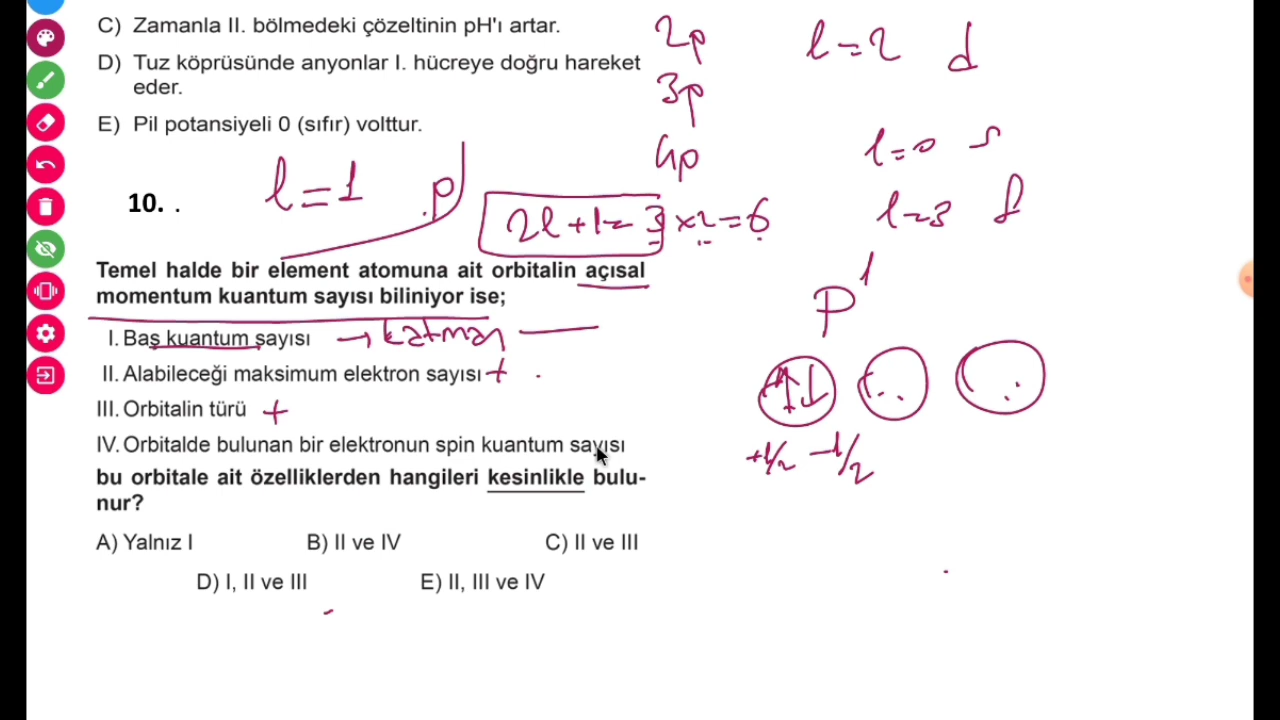 C) Zamanla II. bölmedeki çözeltinin pH'ı artar.
D) Tuz köprüsünde anyonlar I. hücreye doğru hareket
eder.
E) Pil potansiyeli 0 (sıfır) volttur.
2p
3p
4p
l=2 d
l=0 s
l=3 f
l=1 p
10. .
2l+1=3 x2=6
Temel halde bir element atomuna ait orbitalin açısal
momentum kuantum sayısı biliniyor ise;
I. Baş kuantum sayısı → katman
II. Alabileceği maksimum elektron sayısı +
III. Orbitalin türü +
IV. Orbitalde bulunan bir elektronun spin kuantum sayısı
bu orbitale ait özelliklerden hangileri kesinlikle bulu-
nur?
p1
+1/2 -1/2
A) Yalnız I B) II ve IV C) II ve III
D) I, II ve III E) II, III ve IV